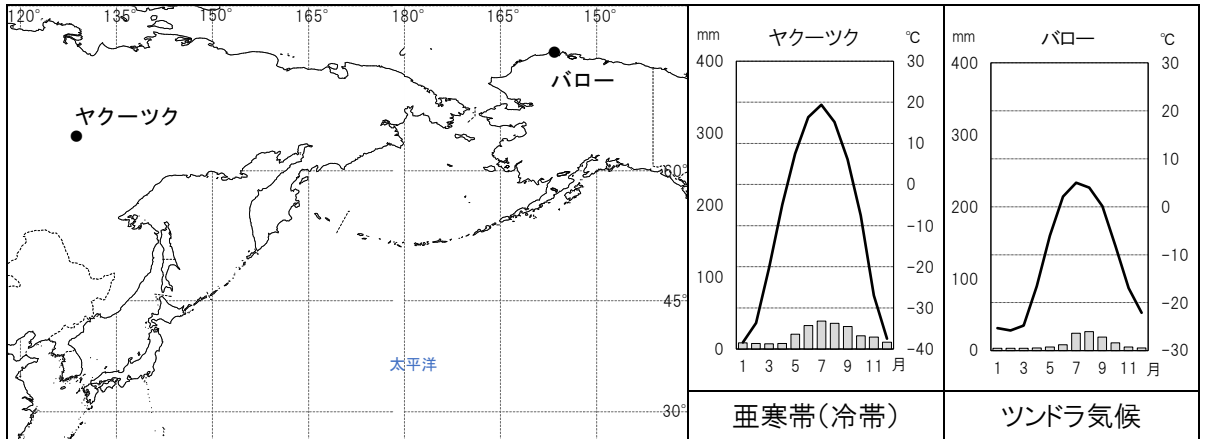 120° 135° 150° 165° 180° 165° 150°
バロー
ヤクーツク
60°
45°
太平洋
30°
mm ヤクーツク ℃
400 30
20
300 10
0
200 -10
100 -20
-30
0 -40
1 3 5 7 9 11 月
亜寒帯(冷帯)
mm バロー ℃
400 30
20
300 10
200 0
100 -10
-20
0 -30
1 3 5 7 9 11 月
ツンドラ気候